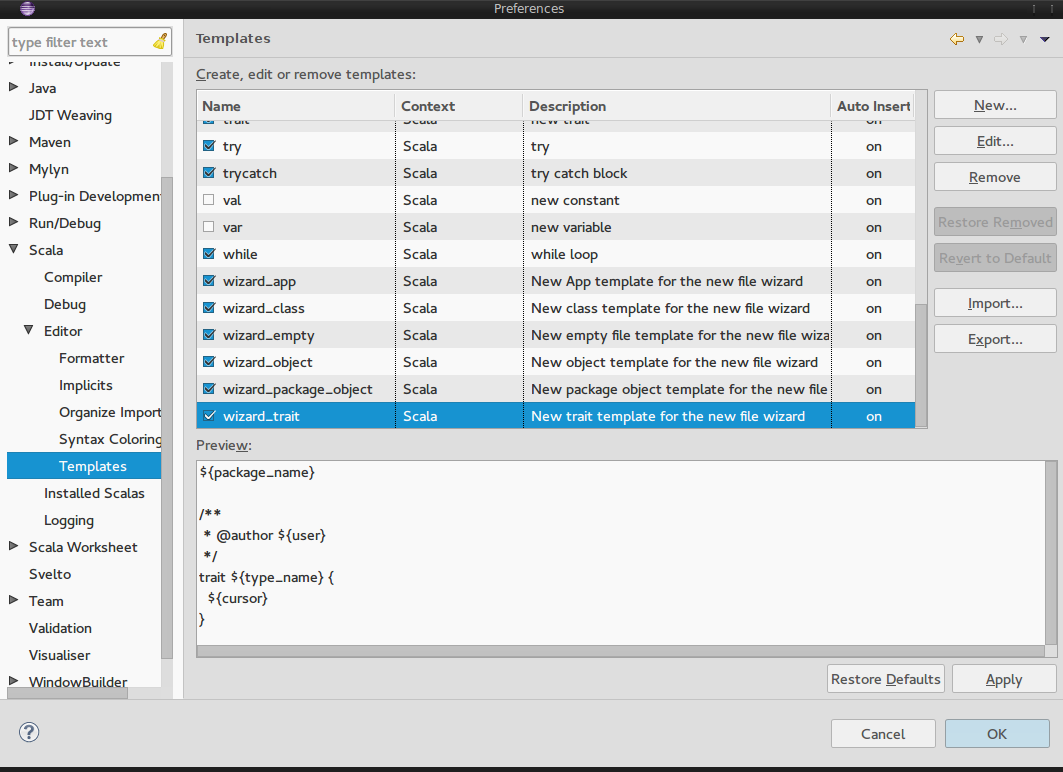 Preferences
type filter text
Install/Update
Java
JDT Weaving
Maven
Mylyn
Plug-in Developmen
Run/Debug
Scala
Compiler
Debug
Editor
Formatter
Implicits
Organize Import
Syntax Coloring
Templates
Installed Scalas
Logging
Scala Worksheet
Svelto
Team
Validation
Visualiser
WindowBuilder
Templates
Create, edit or remove templates:
Name Context Description Auto Insert
trait Scala new trait on
try Scala try on
trycatch Scala try catch block on
val Scala new constant on
var Scala new variable on
while Scala while loop on
wizard_app Scala New App template for the new file wizard on
wizard_class Scala New class template for the new file wizard on
wizard_empty Scala New empty file template for the new file wiza on
wizard_object Scala New object template for the new file wizard on
wizard_package_object Scala New package object template for the new file on
wizard_trait Scala New trait template for the new file wizard on
New...
Edit...
Remove
Restore Removed
Revert to Default
Import...
Export...
Preview:
${package_name}
/**
* @author ${user}
*/
trait ${type_name} {
${cursor}
}
Restore Defaults
Apply
?
Cancel
OK